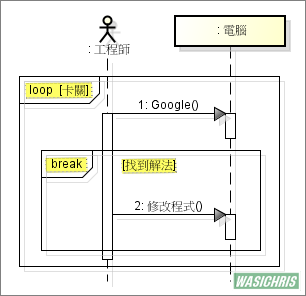 : 工程師
: 電腦
loop [卡關]
1: Google()
break
[找到解法]
2: 修改程式()
WASICHRIS